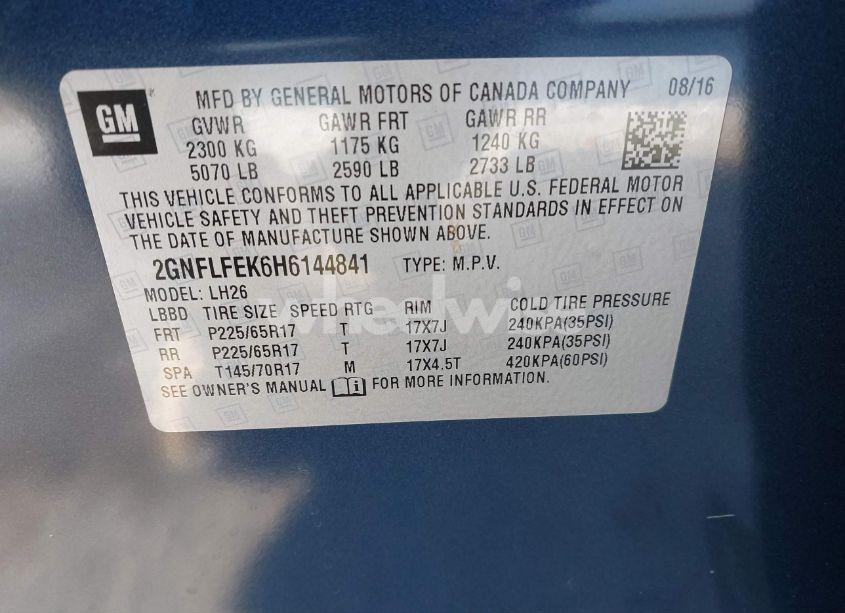 GM
MFD BY GENERAL MOTORS OF CANADA COMPANY 08/16
GVWR GAWR FRT GAWR RR
2300 KG 1175 KG 1240 KG
5070 LB 2590 LB 2733 LB
THIS VEHICLE CONFORMS TO ALL APPLICABLE U.S. FEDERAL MOTOR
VEHICLE SAFETY AND THEFT PREVENTION STANDARDS IN EFFECT ON
THE DATE OF MANUFACTURE SHOWN ABOVE.
2GNFLFEK6H6144841 TYPE: M.P.V.
MODEL: LH26
LBBD TIRE SIZE SPEED RTG RIM COLD TIRE PRESSURE
FRT P225/65R17 T 17X7J 240KPA(35PSI)
RR P225/65R17 T 17X7J 240KPA(35PSI)
SPA T145/70R17 M 17X4.5T 420KPA(60PSI)
SEE OWNER'S MANUAL FOR MORE INFORMATION.